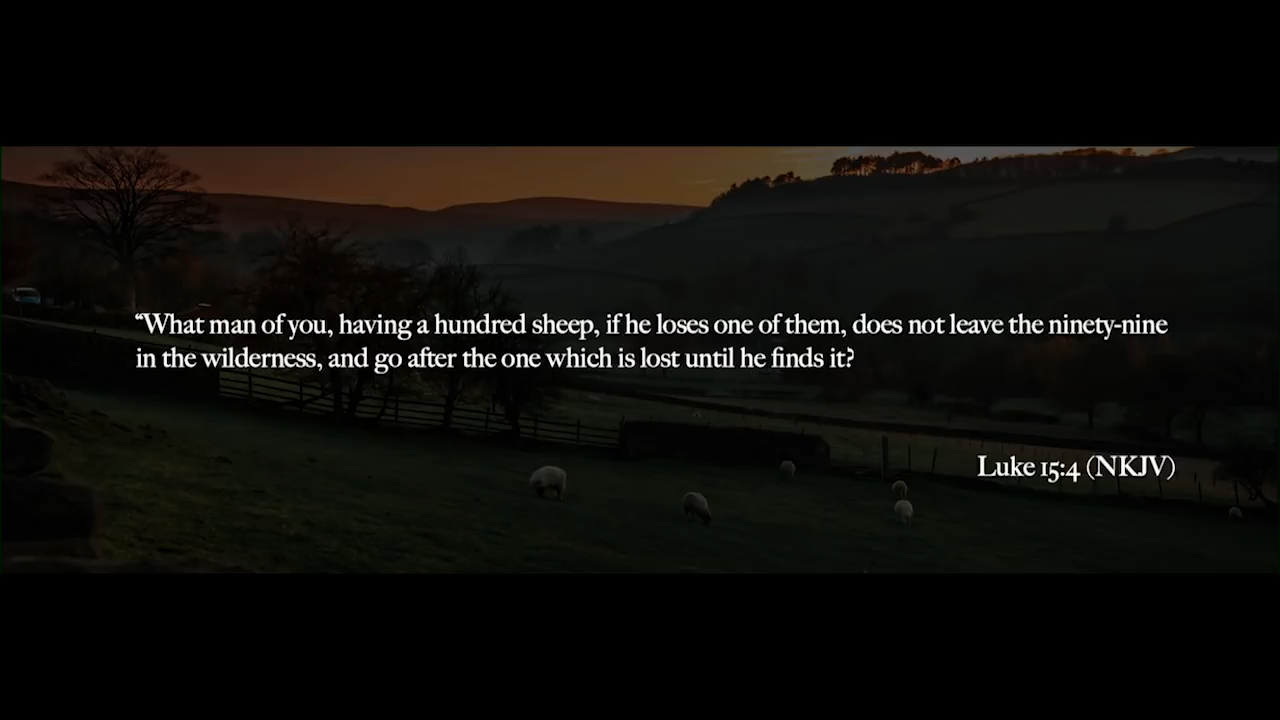 “What man of you, having a hundred sheep, if he loses one of them, does not leave the ninety-nine
in the wilderness, and go after the one which is lost until he finds it?
Luke 15:4 (NKJV)